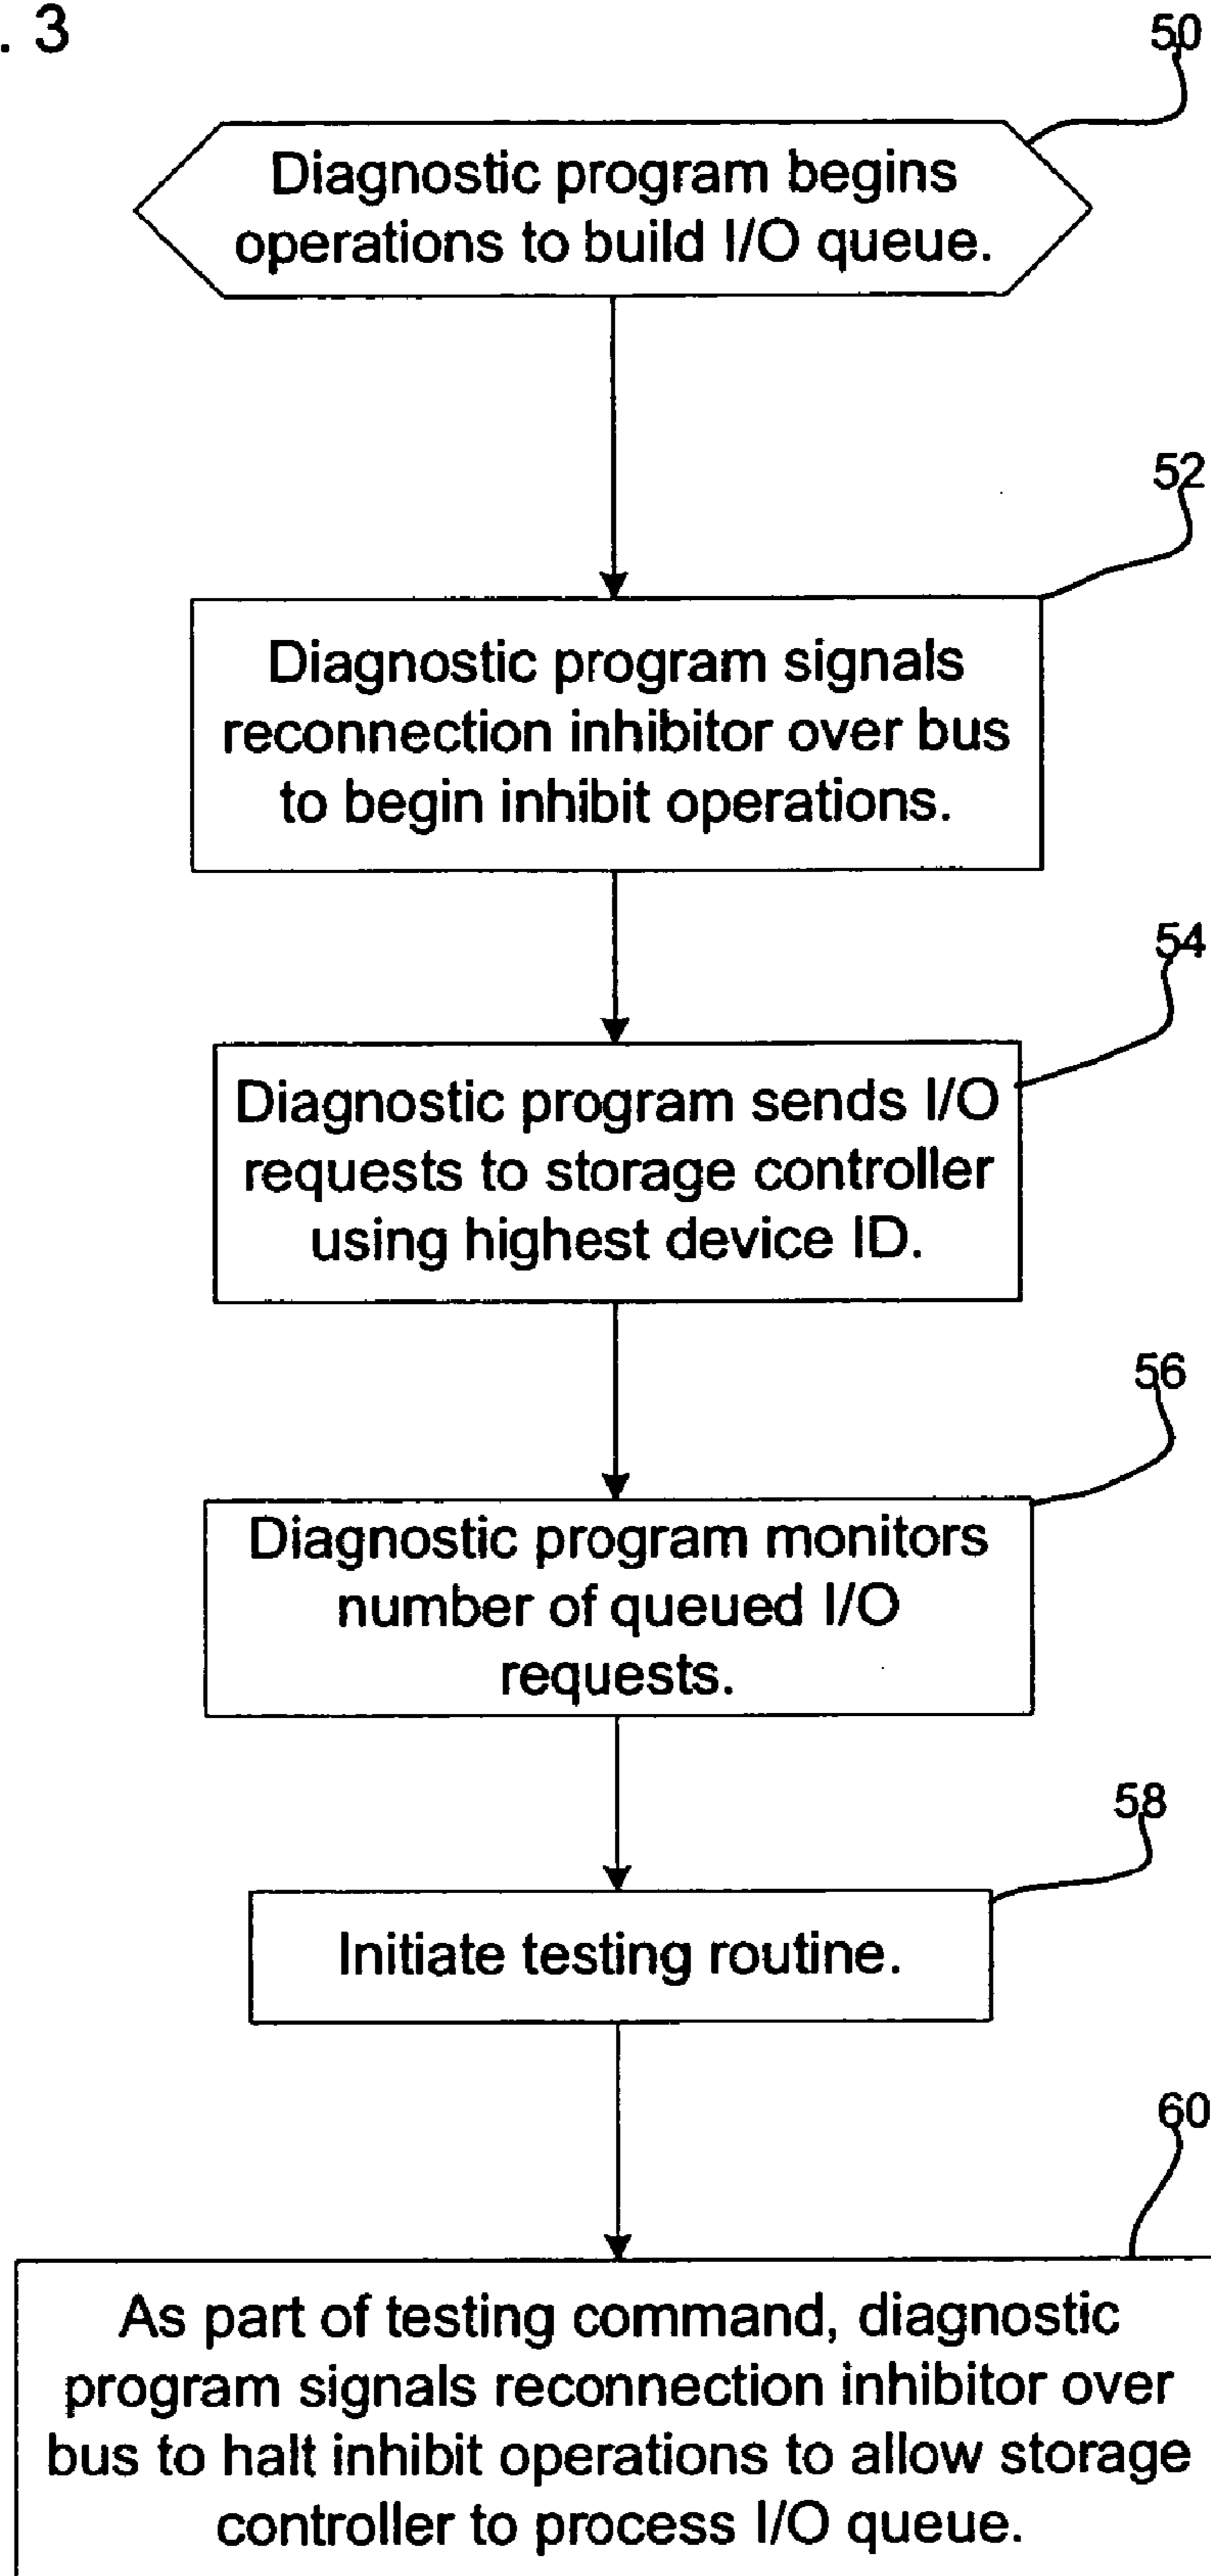 . 3
50
Diagnostic program begins
operations to build I/O queue.
52
Diagnostic program signals
reconnection inhibitor over bus
to begin inhibit operations.
54
Diagnostic program sends I/O
requests to storage controller
using highest device ID.
56
Diagnostic program monitors
number of queued I/O
requests.
58
Initiate testing routine.
60
As part of testing command, diagnostic
program signals reconnection inhibitor over
bus to halt inhibit operations to allow storage
controller to process I/O queue.